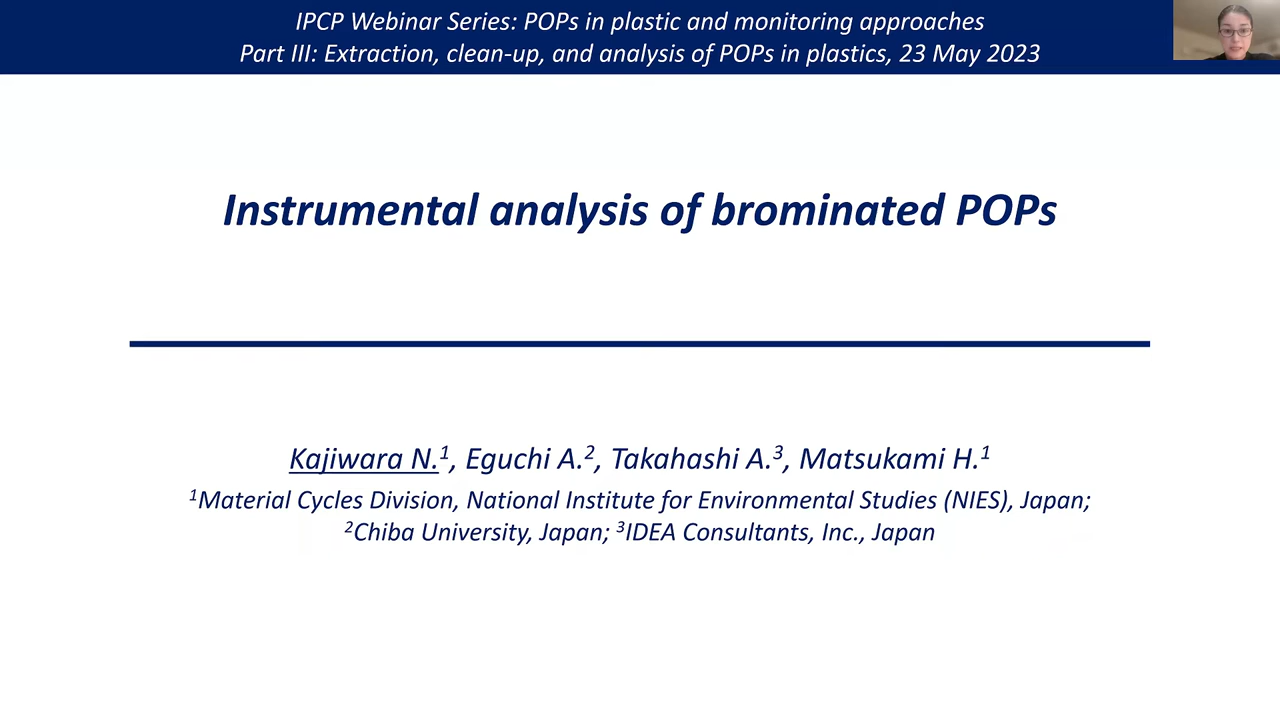 IPCP Webinar Series: POPs in plastic and monitoring approaches
Part III: Extraction, clean-up, and analysis of POPs in plastics, 23 May 2023
Instrumental analysis of brominated POPs
Kajiwara N.¹, Eguchi A.², Takahashi A.³, Matsukami H.¹
¹Material Cycles Division, National Institute for Environmental Studies (NIES), Japan;
²Chiba University, Japan; ³IDEA Consultants, Inc., Japan